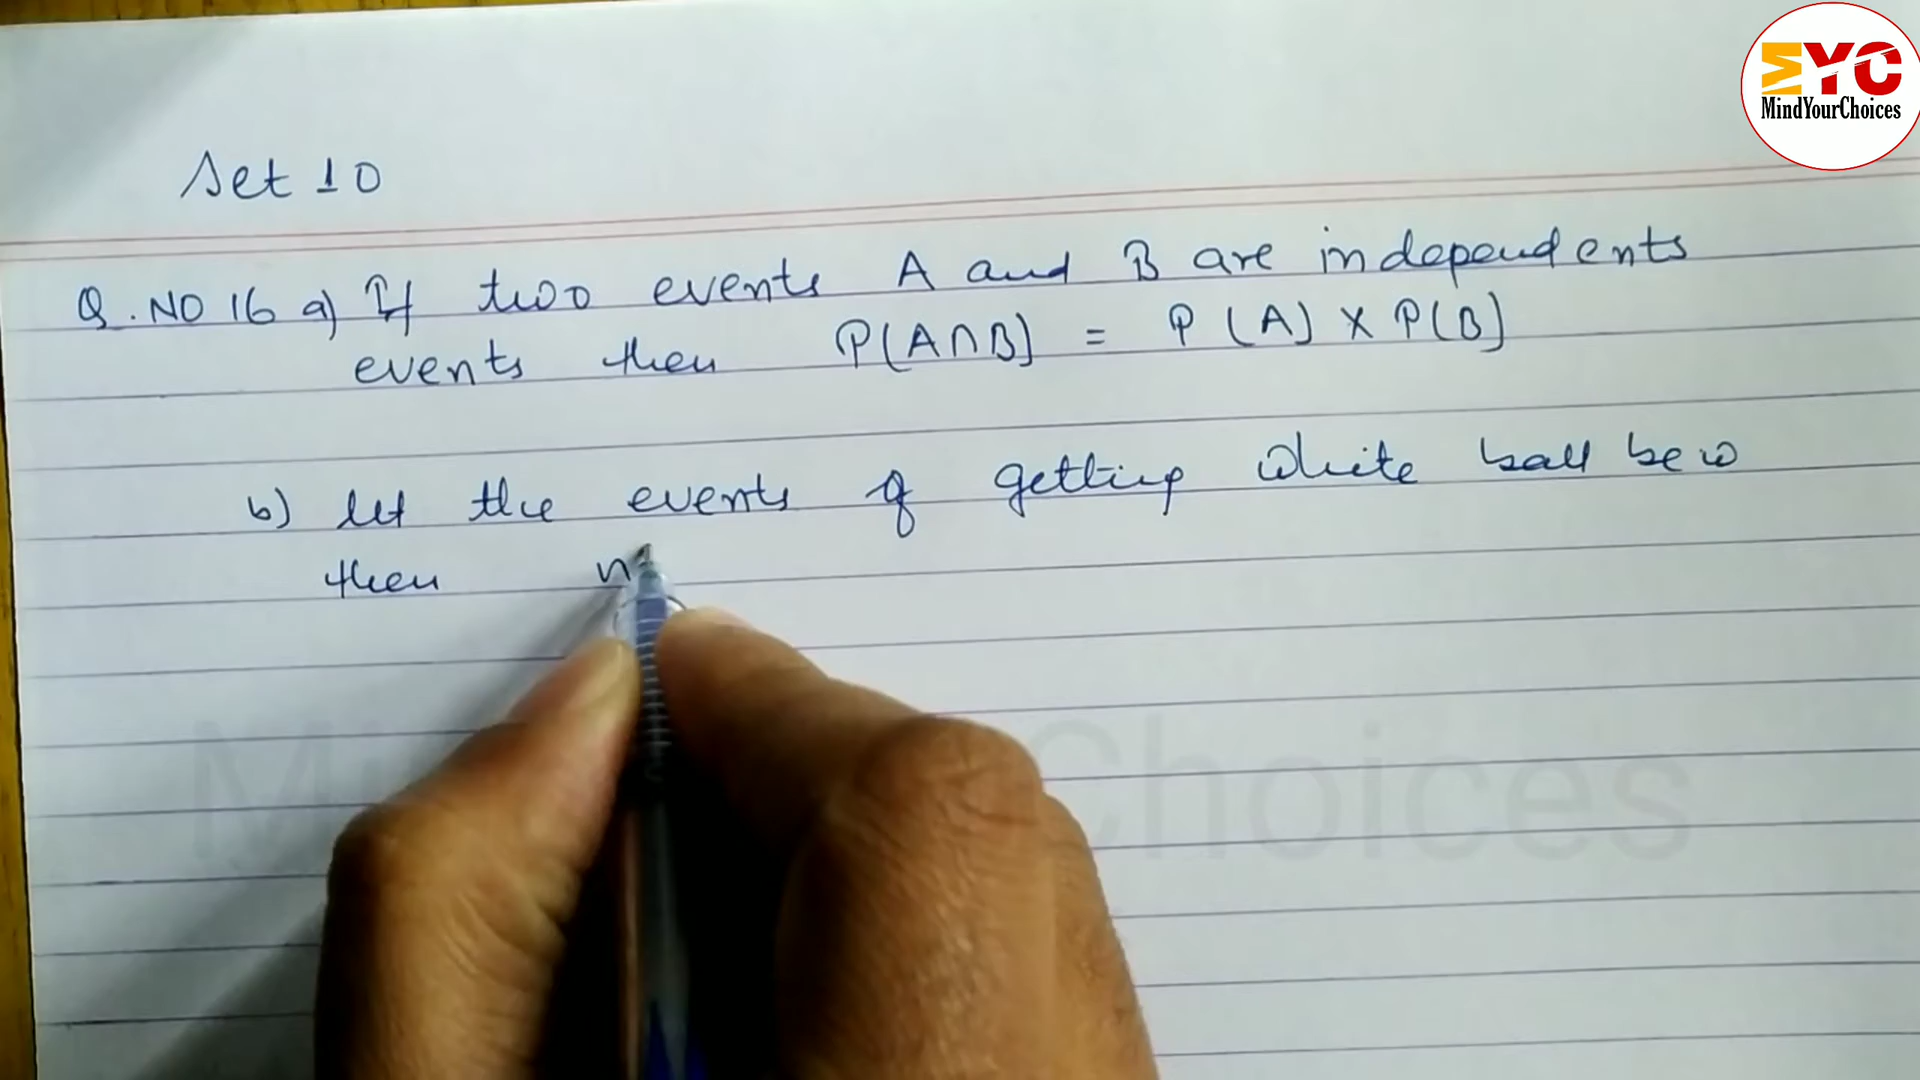 MYC
MindYourChoices
Set 10
Q.NO 16 a) If two events A and B are independents
events then P(A∩B) = P(A) X P(B)
b) let the events of getting white ball be w
then n